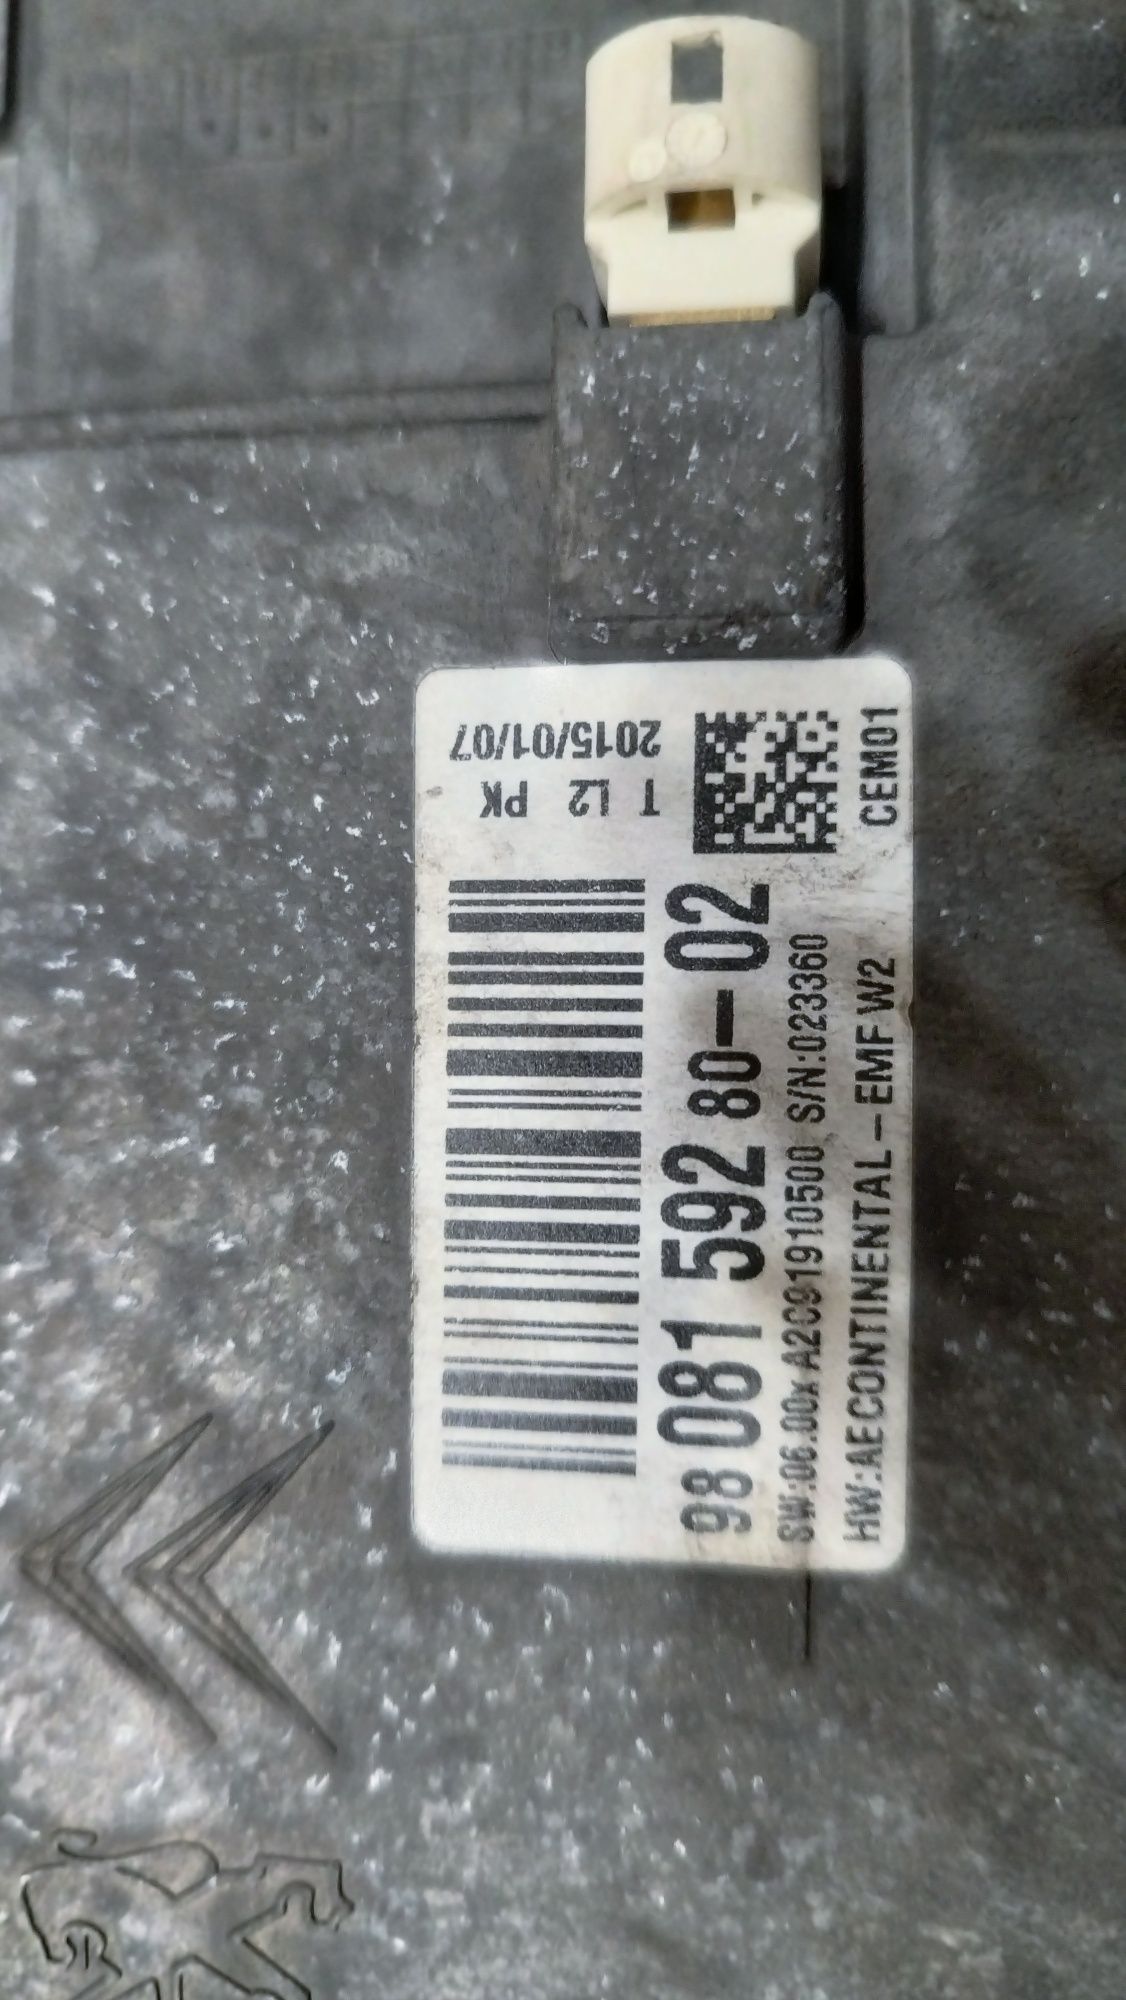 98 081 592 80-02
SW:06.00x A2C91910500 S/N:023360
HW:AECONTINENTAL-EMF W2
CEM01
T L2 PK
2015/01/07